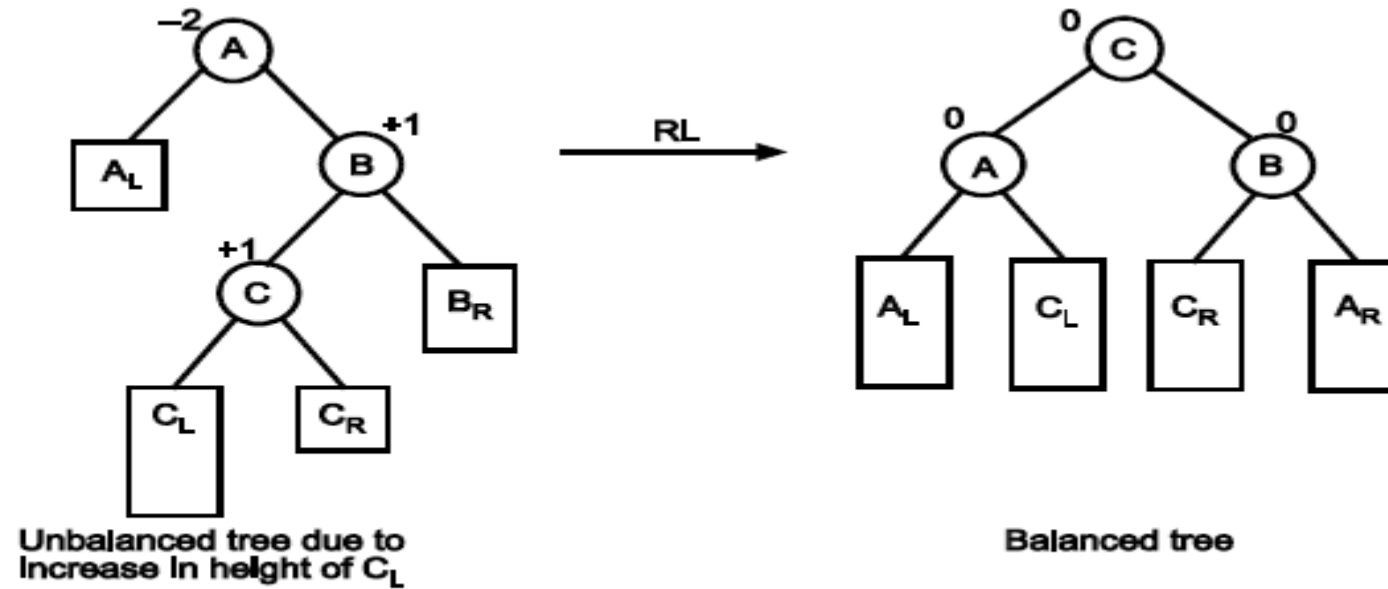 –2 A
0 C
+1 B
RL
0 A
0 B
A_L
+1 C
B_R
A_L C_L C_R A_R
C_L C_R
Unbalanced tree due to
increase in height of C_L
Balanced tree